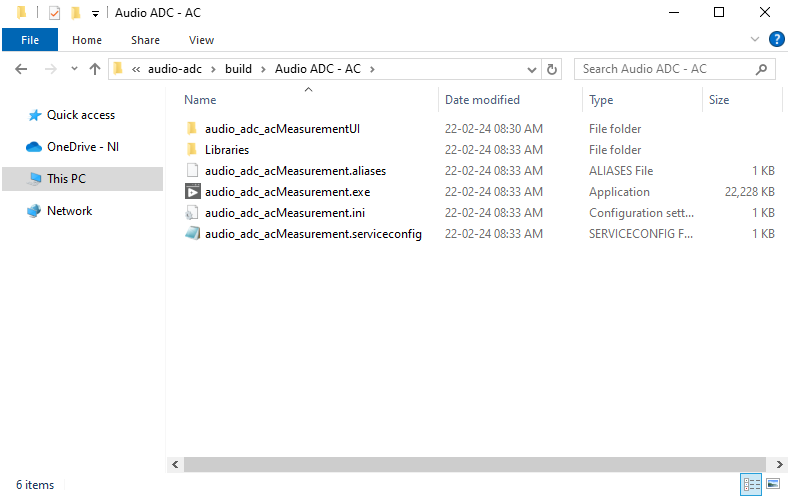 Audio ADC - AC
File Home Share View
« audio-adc › build › Audio ADC - AC › Search Audio ADC - AC
Name Date modified Type Size
Quick access
OneDrive - NI
This PC
Network
audio_adc_acMeasurementUI 22-02-24 08:30 AM File folder
Libraries 22-02-24 08:33 AM File folder
audio_adc_acMeasurement.aliases 22-02-24 08:33 AM ALIASES File 1 KB
audio_adc_acMeasurement.exe 22-02-24 08:33 AM Application 22,228 KB
audio_adc_acMeasurement.ini 22-02-24 08:33 AM Configuration sett... 1 KB
audio_adc_acMeasurement.serviceconfig 22-02-24 08:33 AM SERVICECONFIG F... 1 KB
6 items